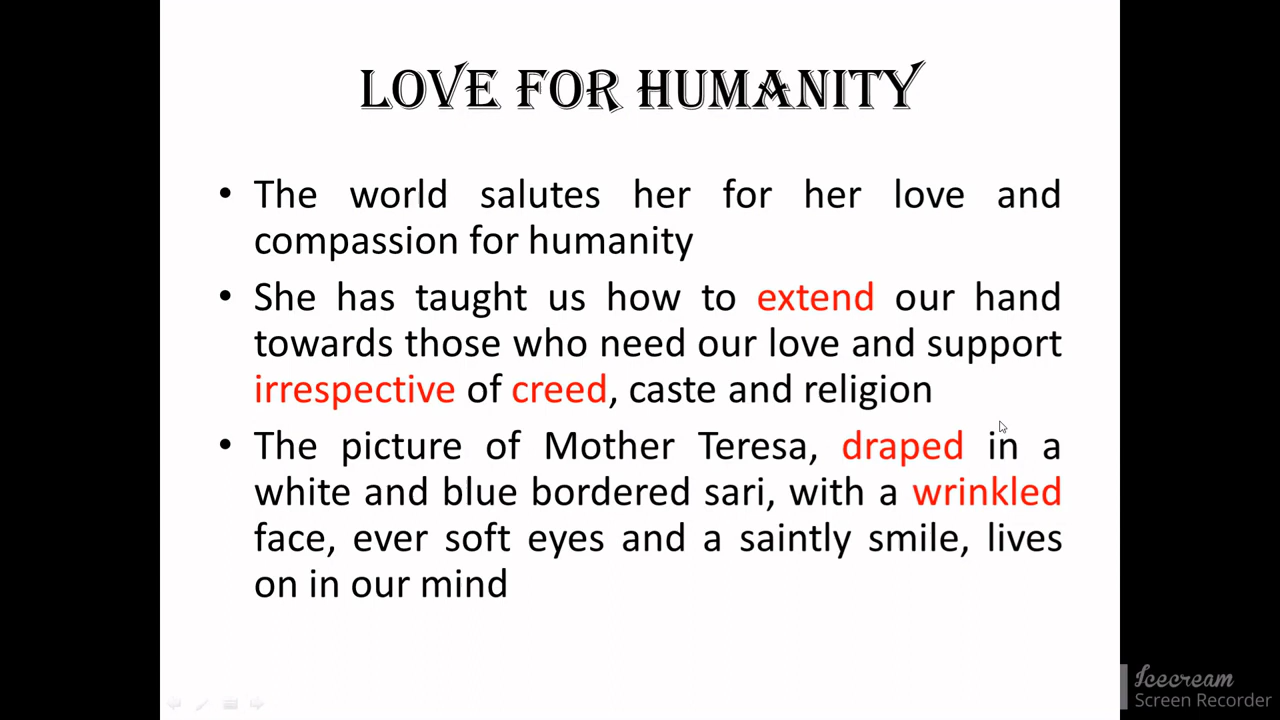 LOVE FOR HUMANITY
• The world salutes her for her love and
compassion for humanity
• She has taught us how to extend our hand
towards those who need our love and support
irrespective of creed, caste and religion
• The picture of Mother Teresa, draped in a
white and blue bordered sari, with a wrinkled
face, ever soft eyes and a saintly smile, lives
on in our mind
Icecream
Screen Recorder